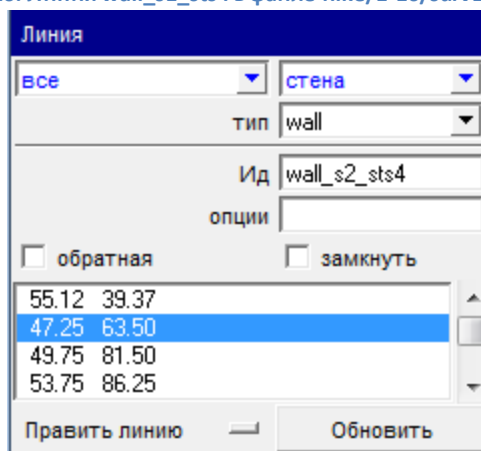 Линия
все стена
тип wall
Ид wall_s2_sts4
опции
обратная замкнуть
55.12 39.37
47.25 63.50
49.75 81.50
53.75 86.25
Править линию Обновить